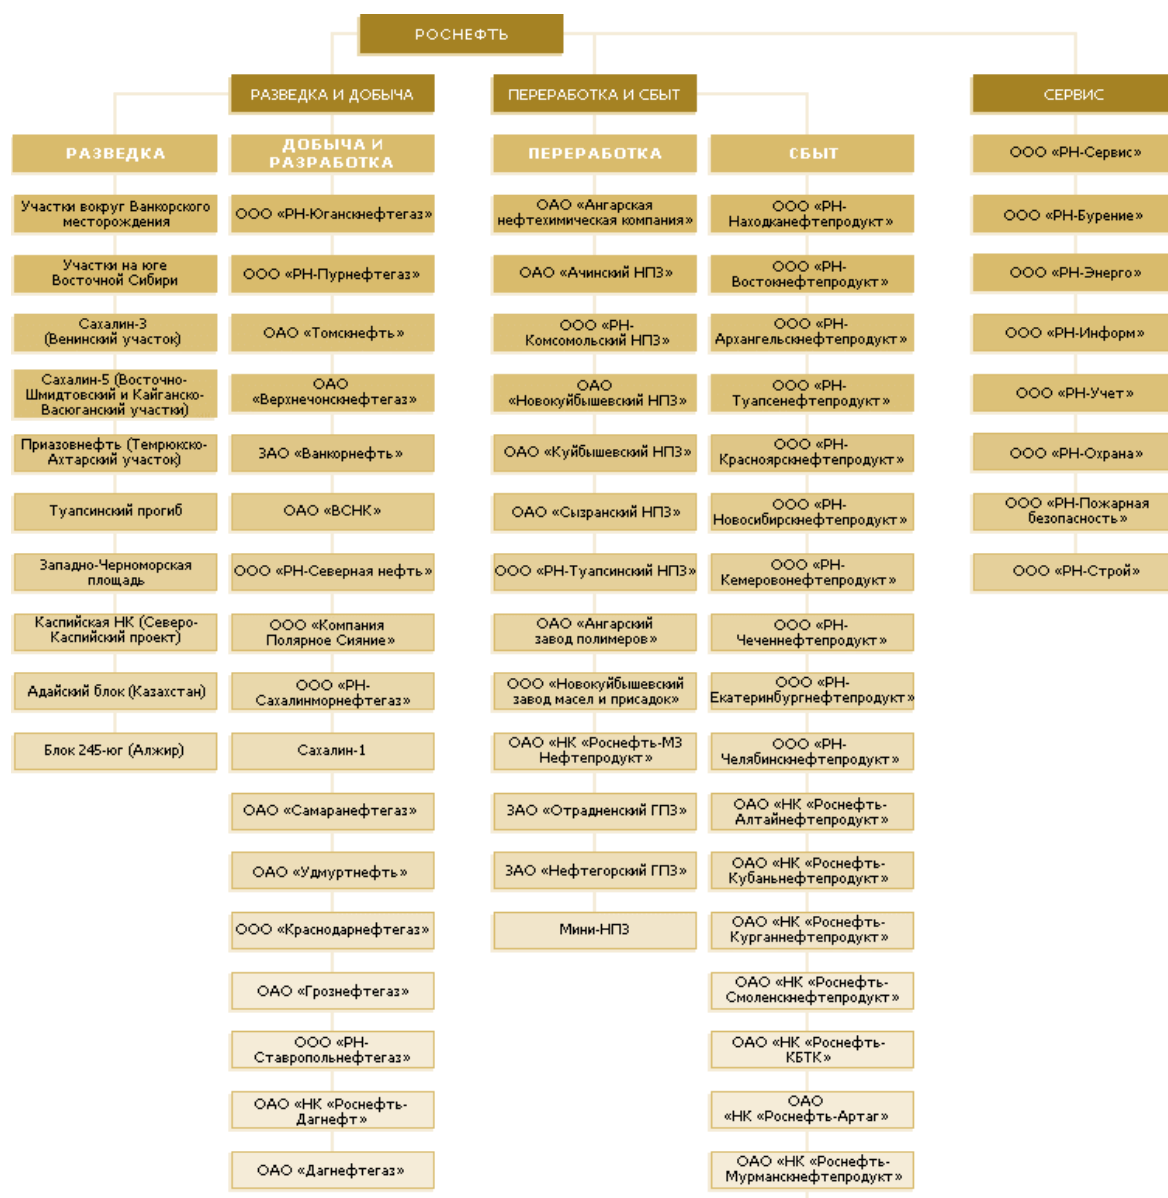 РОСНЕФТЬ
РАЗВЕДКА И ДОБЫЧА
ПЕРЕРАБОТКА И СБЫТ
СЕРВИС
РАЗВЕДКА
Участки вокруг Ванкорского
месторождения
Участки на юге
Восточной Сибири
Сахалин-3
(Венинский участок)
Сахалин-5 (Восточно-
Шмидтовский и Кайганско-
Васюганский участки)
Приазовнефть (Темрюкско-
Ахтарский участок)
Туапсинский прогиб
Западно-Черноморская
площадь
Каспийская НК (Северо-
Каспийский проект)
Адайский блок (Казахстан)
Блок 245-юг (Алжир)
ДОБЫЧА И
РАЗРАБОТКА
ООО «РН-Юганскнефтегаз»
ООО «РН-Пурнефтегаз»
ОАО «Томскнефть»
ОАО
«Верхнечонскнефтегаз»
ЗАО «Ванкорнефть»
ОАО «ВСНК»
ООО «РН-Северная нефть»
ООО «Компания
Полярное Сияние»
ООО «РН-
Сахалинморнефтегаз»
Сахалин-1
ОАО «Самаранефтегаз»
ОАО «Удмуртнефть»
ООО «Краснодарнефтегаз»
ОАО «Грознефтегаз»
ООО «РН-
Ставропольнефтегаз»
ОАО «НК «Роснефть-
Дагнефт»
ОАО «Дагнефтегаз»
ПЕРЕРАБОТКА
ОАО «Ангарская
нефтехимическая компания»
ОАО «Ачинский НПЗ»
ООО «РН-
Комсомольский НПЗ»
ОАО
«Новокуйбышевский НПЗ»
ОАО «Куйбышевский НПЗ»
ОАО «Сызранский НПЗ»
ООО «РН-Туапсинский НПЗ»
ОАО «Ангарский
завод полимеров»
ООО «Новокуйбышевский
завод масел и присадок»
ОАО «НК «Роснефть-МЗ
Нефтепродукт»
ЗАО «Отрадненский ГПЗ»
ЗАО «Нефтегорский ГПЗ»
Мини-НПЗ
СБЫТ
ООО «РН-
Находканефтепродукт»
ООО «РН-
Востокнефтепродукт»
ООО «РН-
Архангельскнефтепродукт»
ООО «РН-
Туапсенефтепродукт»
ООО «РН-
Красноярскнефтепродукт»
ООО «РН-
Новосибирскнефтепродукт»
ООО «РН-
Кемеровонефтепродукт»
ООО «РН-
Чеченнефтепродукт»
ООО «РН-
Екатеринбургнефтепродукт»
ООО «РН-
Челябинскнефтепродукт»
ОАО «НК «Роснефть-
Алтайнефтепродукт»
ОАО «НК «Роснефть-
Кубаньнефтепродукт»
ОАО «НК «Роснефть-
Курганнефтепродукт»
ОАО «НК «Роснефть-
Смоленскнефтепродукт»
ОАО «НК «Роснефть-
КБТК»
ОАО
«НК «Роснефть-Артаг»
ОАО «НК «Роснефть-
Мурманскнефтепродукт»
ООО «РН-Сервис»
ООО «РН-Бурение»
ООО «РН-Энерго»
ООО «РН-Информ»
ООО «РН-Учет»
ООО «РН-Охрана»
ООО «РН-Пожарная
безопасность»
ООО «РН-Строй»